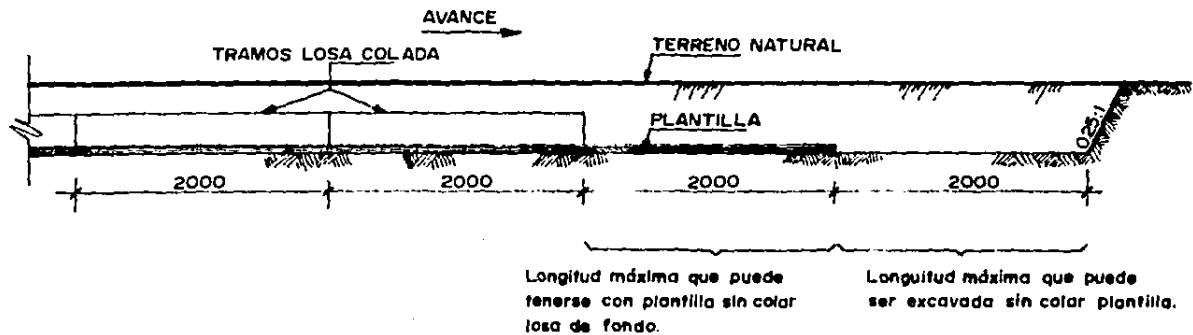 AVANCE
TRAMOS LOSA COLADA
TERRENO NATURAL
PLANTILLA
0.25:1
2000
2000
2000
2000
Longitud máxima que puede
tenerse con plantilla sin colar
losa de fondo.
Longuitud máxima que puede
ser excavada sin colar plantilla.